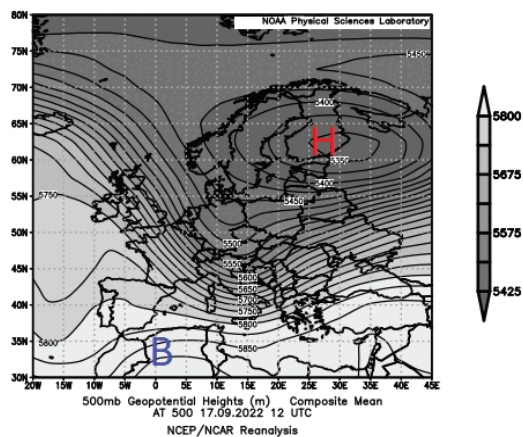 NOAA Physical Sciences Laboratory
80N
75N
70N
65N
60N
55N
50N
45N
40N
35N
30N
5450
5400
H
5350
5400
5450
5750
5500
5550
5600
5650
5700
5750
5800
5800
5850
B
20W 15W 10W 5W 0 5E 10E 15E 20E 25E 30E 35E 40E 45E
5800
5675
5575
5425
500mb Geopotential Heights (m) Composite Mean
AT 500 17.09.2022 12 UTC
NCEP/NCAR Reanalysis